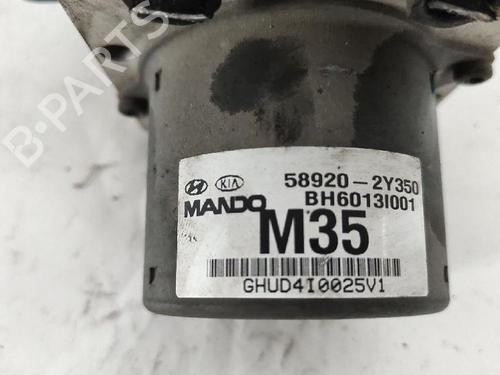 B-PARTS
KIA 58920-2Y350
MANDO BH6013I001
M35
GHUD4I0025V1